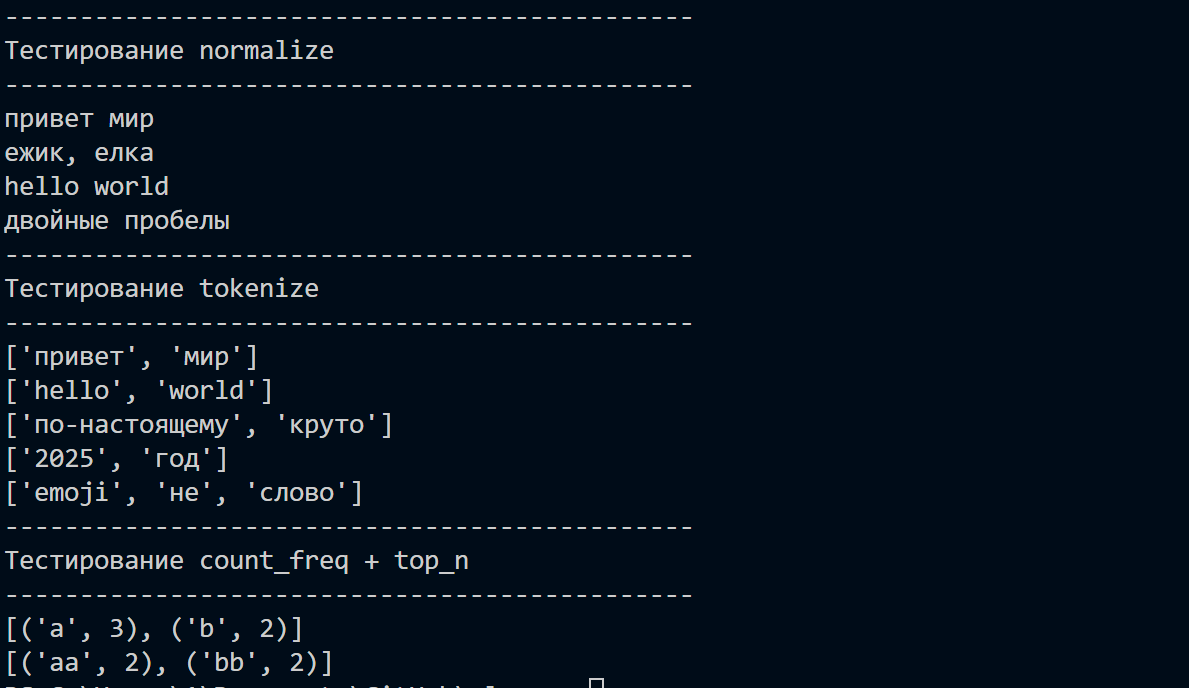 ----------------------------------------------
Тестирование normalize
----------------------------------------------
привет мир
ежик, елка
hello world
двойные пробелы
----------------------------------------------
Тестирование tokenize
----------------------------------------------
['привет', 'мир']
['hello', 'world']
['по-настоящему', 'круто']
['2025', 'год']
['emoji', 'не', 'слово']
----------------------------------------------
Тестирование count_freq + top_n
----------------------------------------------
[('a', 3), ('b', 2)]
[('aa', 2), ('bb', 2)]